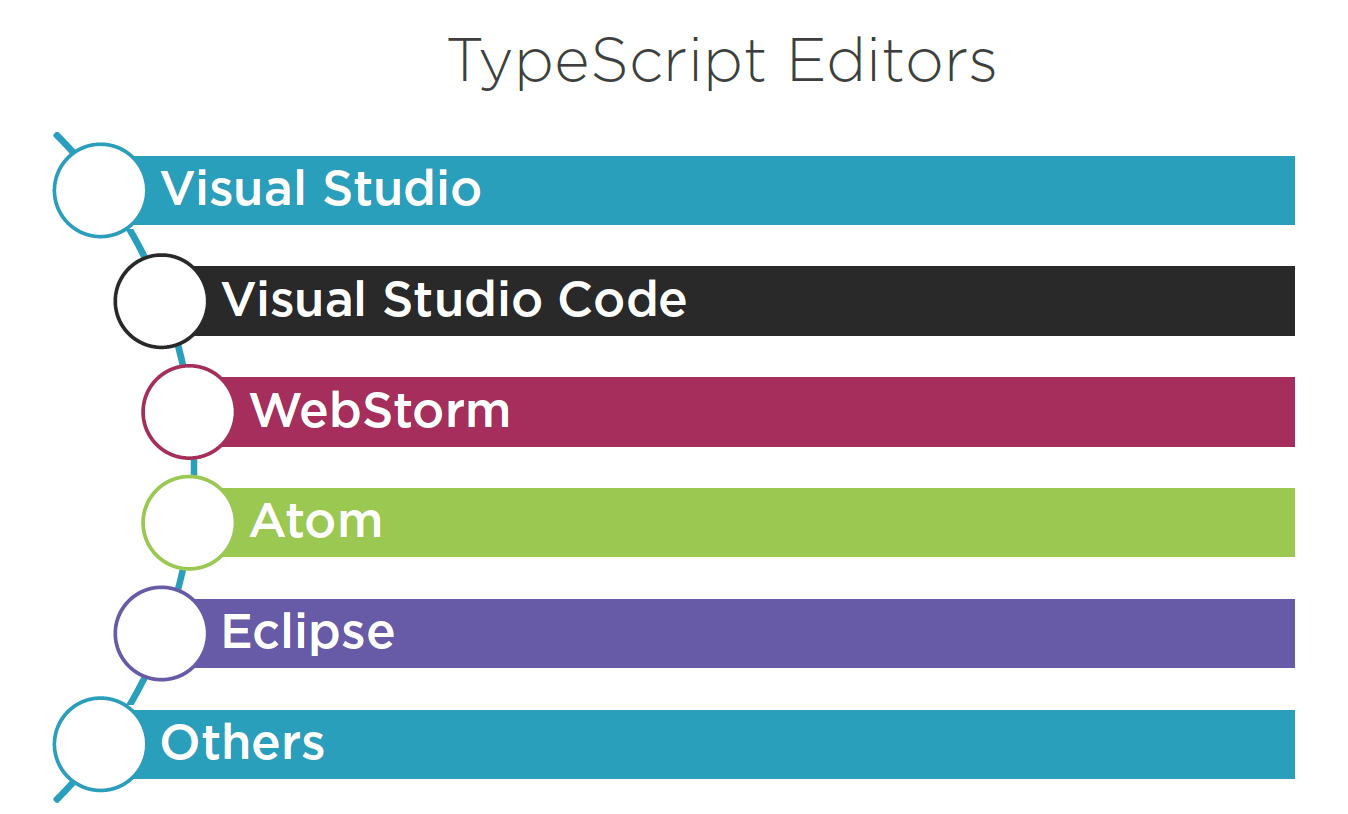 TypeScript Editors
Visual Studio
Visual Studio Code
WebStorm
Atom
Eclipse
Others